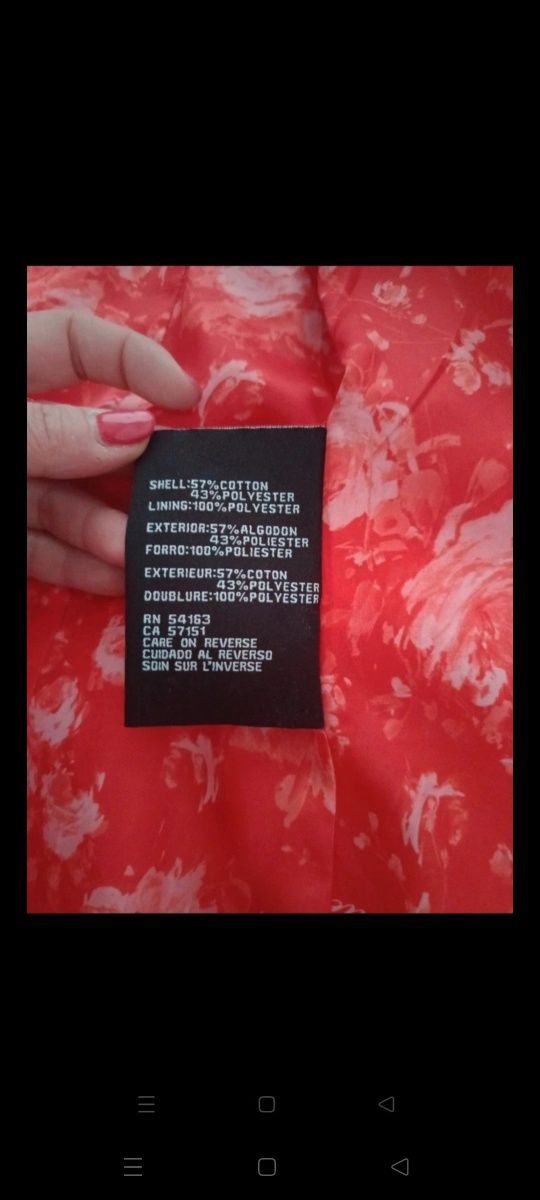 SHELL:57%COTTON
43%POLYESTER
LINING:100%POLYESTER
EXTERIOR:57%ALGODON
43%POLIESTER
FORRO:100%POLIESTER
EXTERIEUR:57%COTON
43%POLYESTER
DOUBLURE:100%POLYESTER
RN 54163
CA 57151
CARE ON REVERSE
CUIDADO AL REVERSO
SOIN SUR L'INVERSE